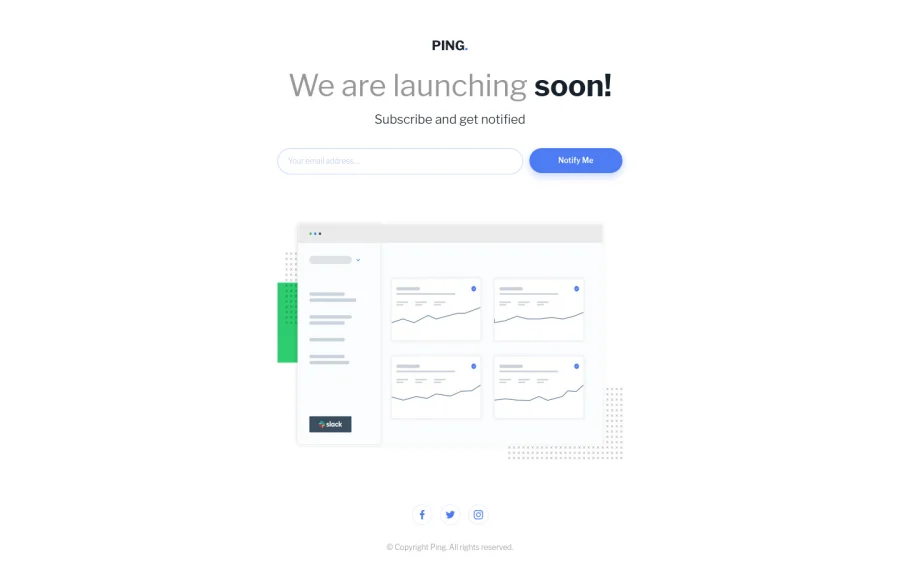 PING.
We are launching soon!
Subscribe and get notified
Your email address...
Notify Me
slack
© Copyright Ping. All rights reserved.